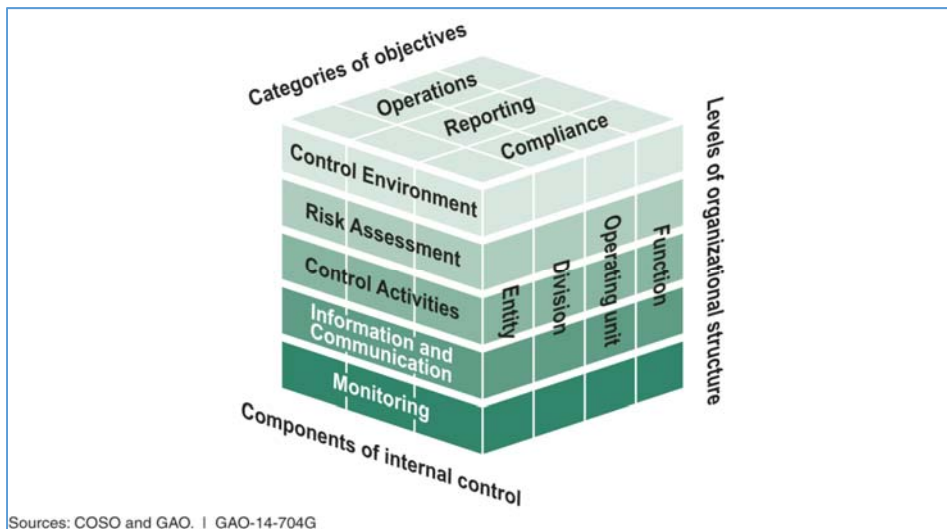 Categories of objectives
Operations
Reporting
Compliance
Levels of organizational structure
Control Environment
Risk Assessment
Control Activities
Information and
Communication
Monitoring
Entity
Division
Operating unit
Function
Components of internal control
Sources: COSO and GAO. | GAO-14-704G